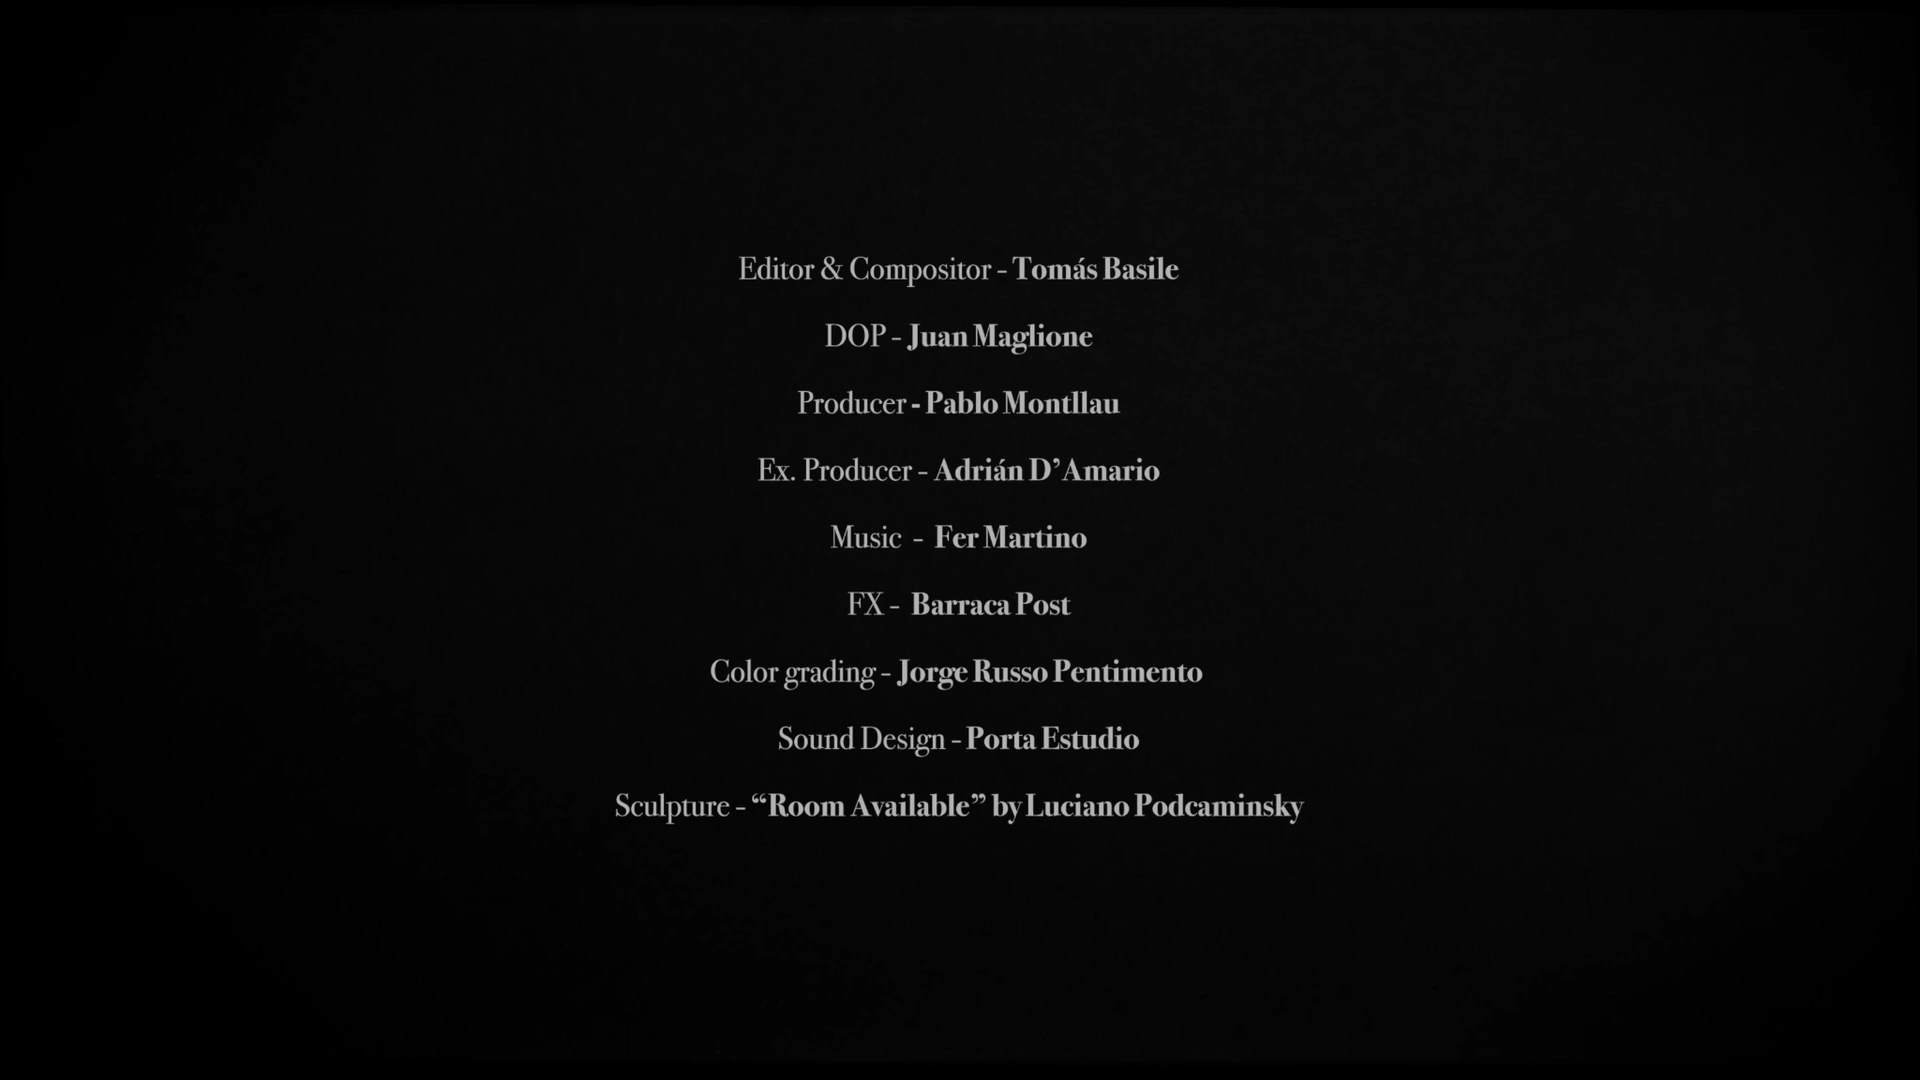 Editor & Compositor - Tomás Basile
DOP - Juan Maglione
Producer - Pablo Montllau
Ex. Producer - Adrián D’Amario
Music - Fer Martino
FX - Barraca Post
Color grading - Jorge Russo Pentimento
Sound Design - Porta Estudio
Sculpture - “Room Available” by Luciano Podcaminsky